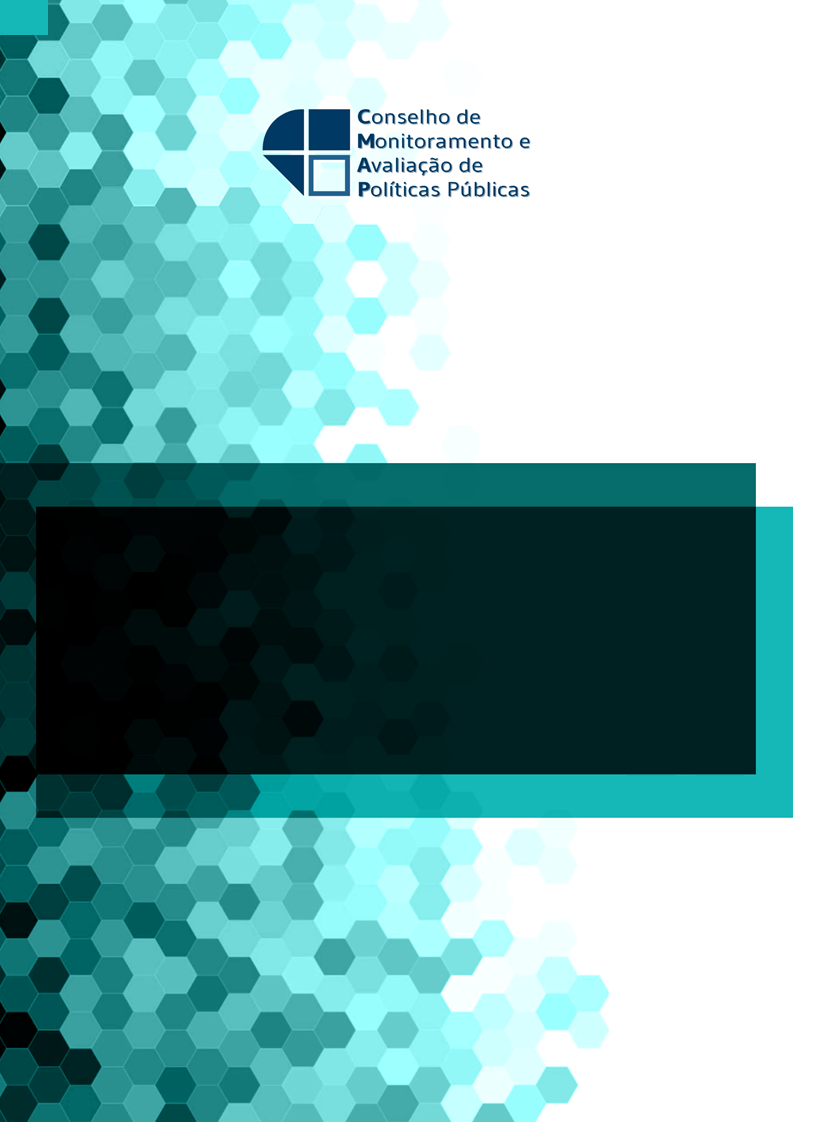 Conselho de
Monitoramento e
Avaliação de
Políticas Públicas